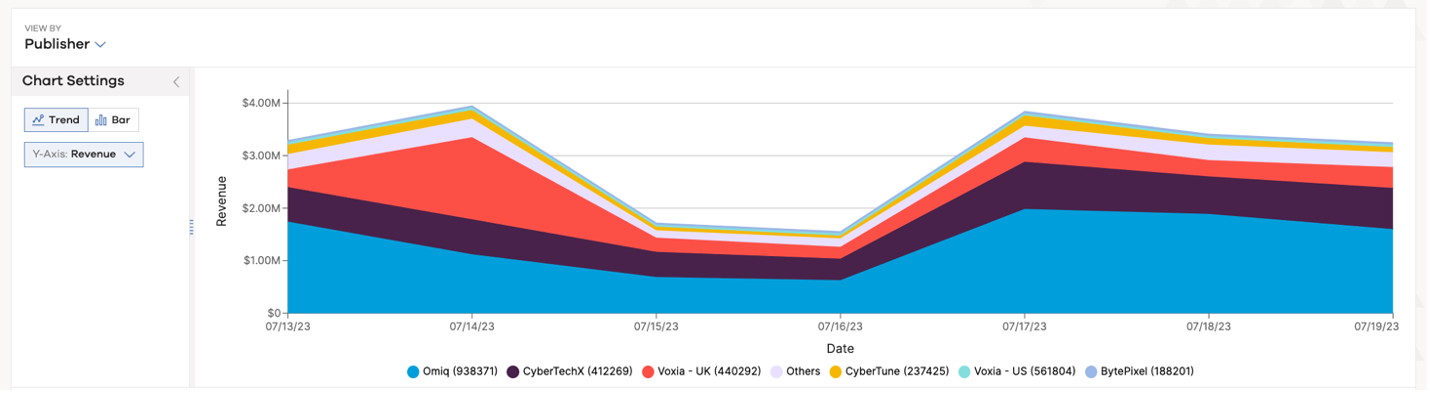 VIEW BY
Publisher
Chart Settings
Trend
Bar
Y-Axis: Revenue
$4.00M
$3.00M
$2.00M
$1.00M
$0
Revenue
07/13/23 07/14/23 07/15/23 07/16/23 07/17/23 07/18/23 07/19/23
Date
Omiq (938371) CyberTechX (412269) Voxia - UK (440292) Others CyberTune (237425) Voxia - US (561804) BytePixel (188201)